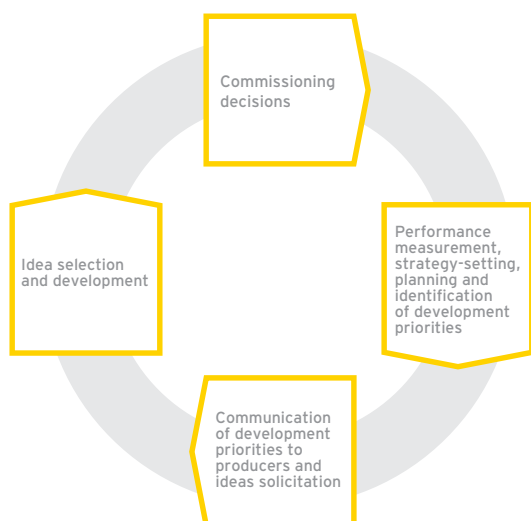 Commissioning
decisions
Performance
measurement,
strategy-setting,
planning and
identification
of development
priorities
Communication
of development
priorities to
producers and
ideas solicitation
Idea selection
and development